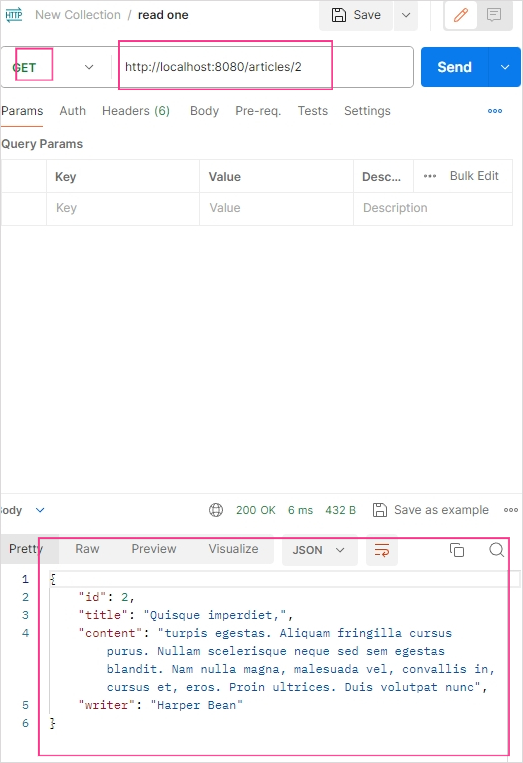 HTTP New Collection / read one Save
GET http://localhost:8080/articles/2 Send
Params Auth Headers (6) Body Pre-req. Tests Settings
Query Params
Key Value Desc... Bulk Edit
Key Value Description
ody 200 OK 6 ms 432 B Save as example
Pretty Raw Preview Visualize JSON
1 {
2 "id": 2,
3 "title": "Quisque imperdiet,",
4 "content": "turpis egestas. Aliquam fringilla cursus
purus. Nullam scelerisque neque sed sem egestas
blandit. Nam nulla magna, malesuada vel, convallis in,
cursus et, eros. Proin ultrices. Duis volutpat nunc",
5 "writer": "Harper Bean"
6 }